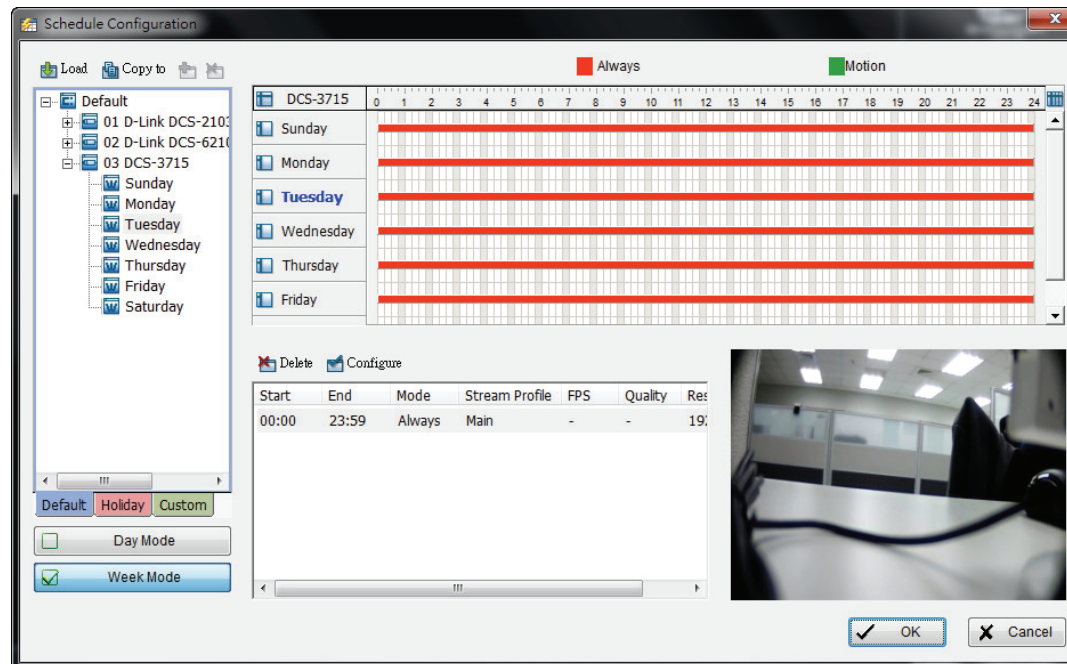 Schedule Configuration
Load Copy to
Always Motion
Default
01 D-Link DCS-2103
02 D-Link DCS-6210
03 DCS-3715
Sunday
Monday
Tuesday
Wednesday
Thursday
Friday
Saturday
DCS-3715 0 1 2 3 4 5 6 7 8 9 10 11 12 13 14 15 16 17 18 19 20 21 22 23 24
Sunday
Monday
Tuesday
Wednesday
Thursday
Friday
Delete Configure
Start End Mode Stream Profile FPS Quality Res
00:00 23:59 Always Main - - 192
Default Holiday Custom
Day Mode
Week Mode
OK Cancel